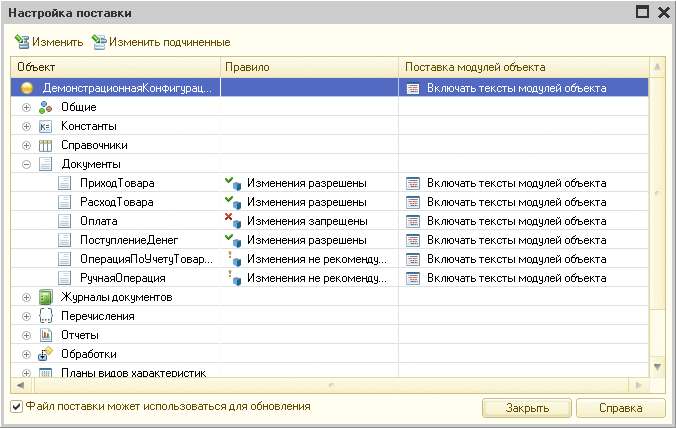 Настройка поставки
Изменить Изменить подчиненные
Объект Правило Поставка модулей объекта
ДемонстрационнаяКонфигурац... Включать тексты модулей объекта
Общие
Константы
Справочники
Документы
ПриходТовара Изменения разрешены Включать тексты модулей объекта
РасходТовара Изменения разрешены Включать тексты модулей объекта
Оплата Изменения запрещены Включать тексты модулей объекта
ПоступлениеДенег Изменения разрешены Включать тексты модулей объекта
ОперацияПоУчетуТовар... Изменения не рекоменду... Включать тексты модулей объекта
РучнаяОперация Изменения не рекоменду... Включать тексты модулей объекта
Журналы документов
Перечисления
Отчеты
Обработки
Планы видов характеристик
Файл поставки может использоваться для обновления Закрыть Справка